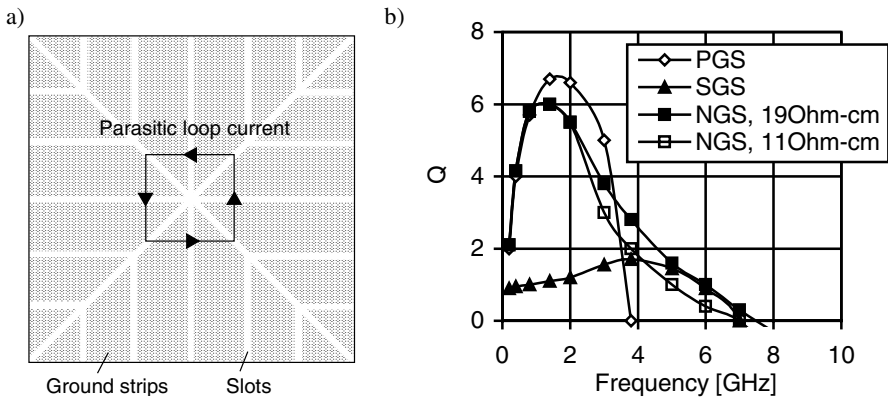 a)
Parasitic loop current
Ground strips
Slots
b)
8
6
4
2
0
Q
PGS
SGS
NGS, 19Ohm-cm
NGS, 11Ohm-cm
0 2 4 6 8 10
Frequency [GHz]